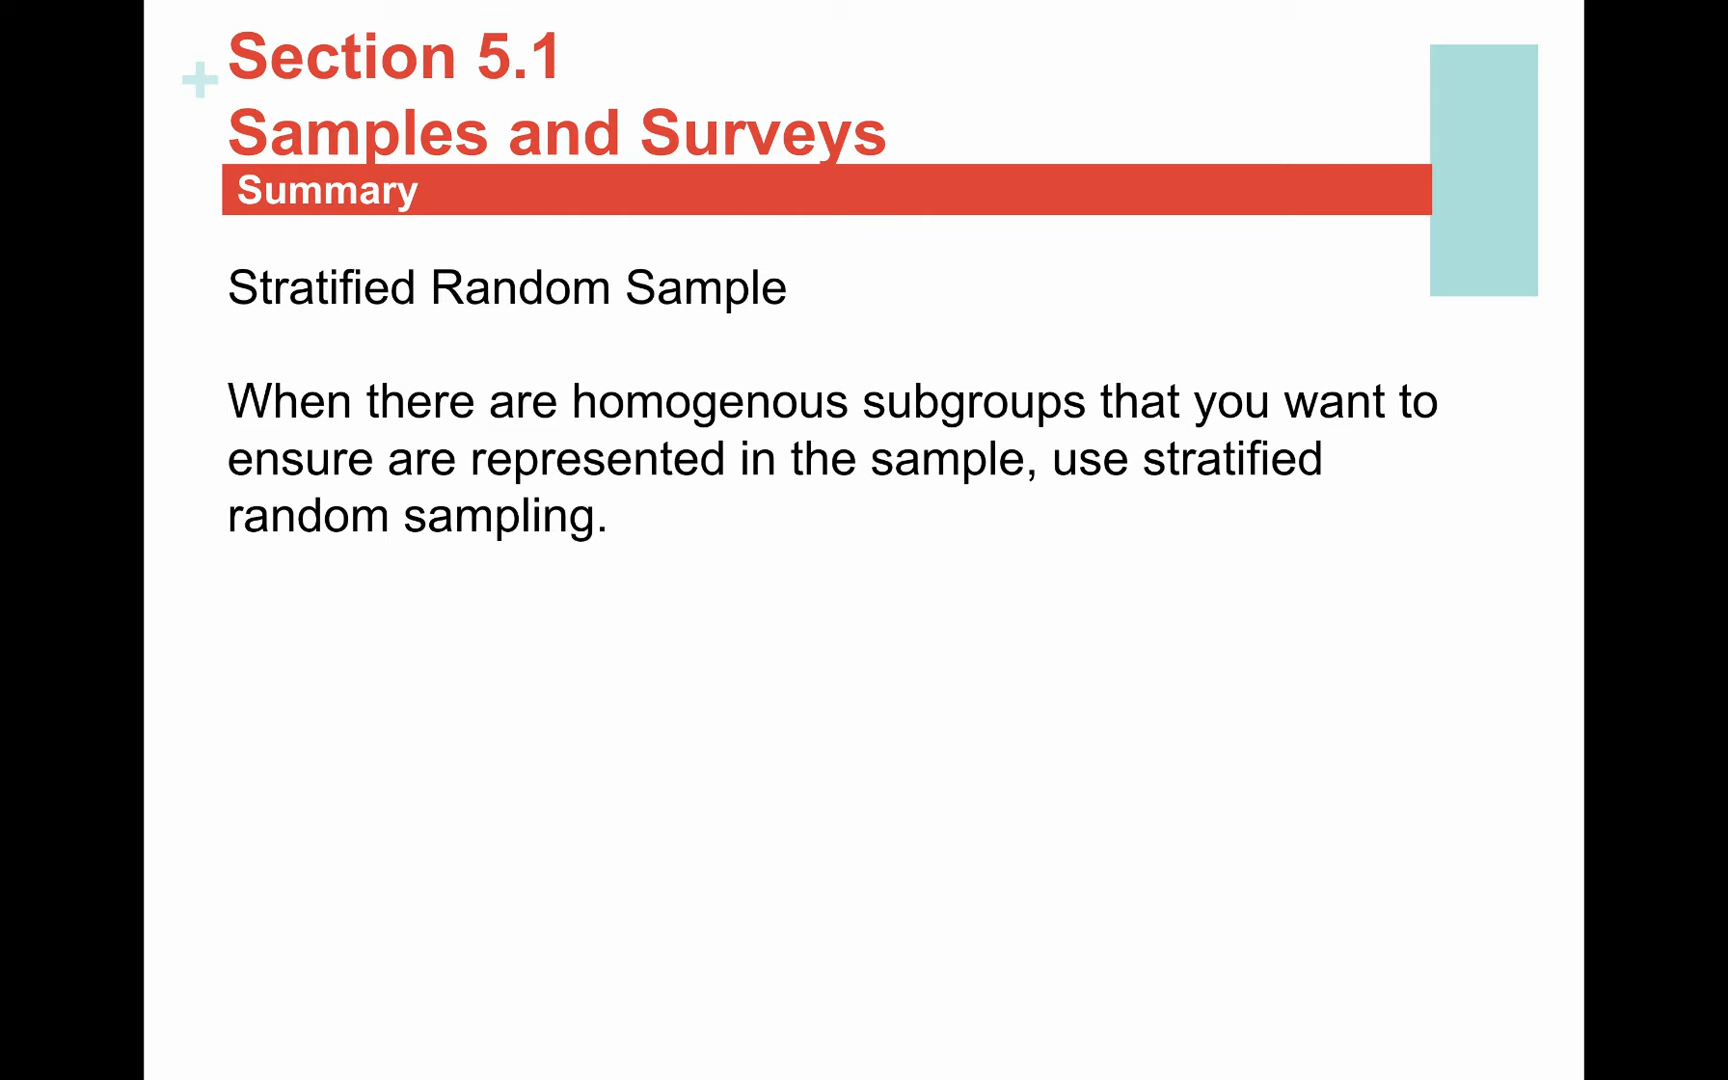 + Section 5.1
Samples and Surveys
Summary
Stratified Random Sample
When there are homogenous subgroups that you want to
ensure are represented in the sample, use stratified
random sampling.